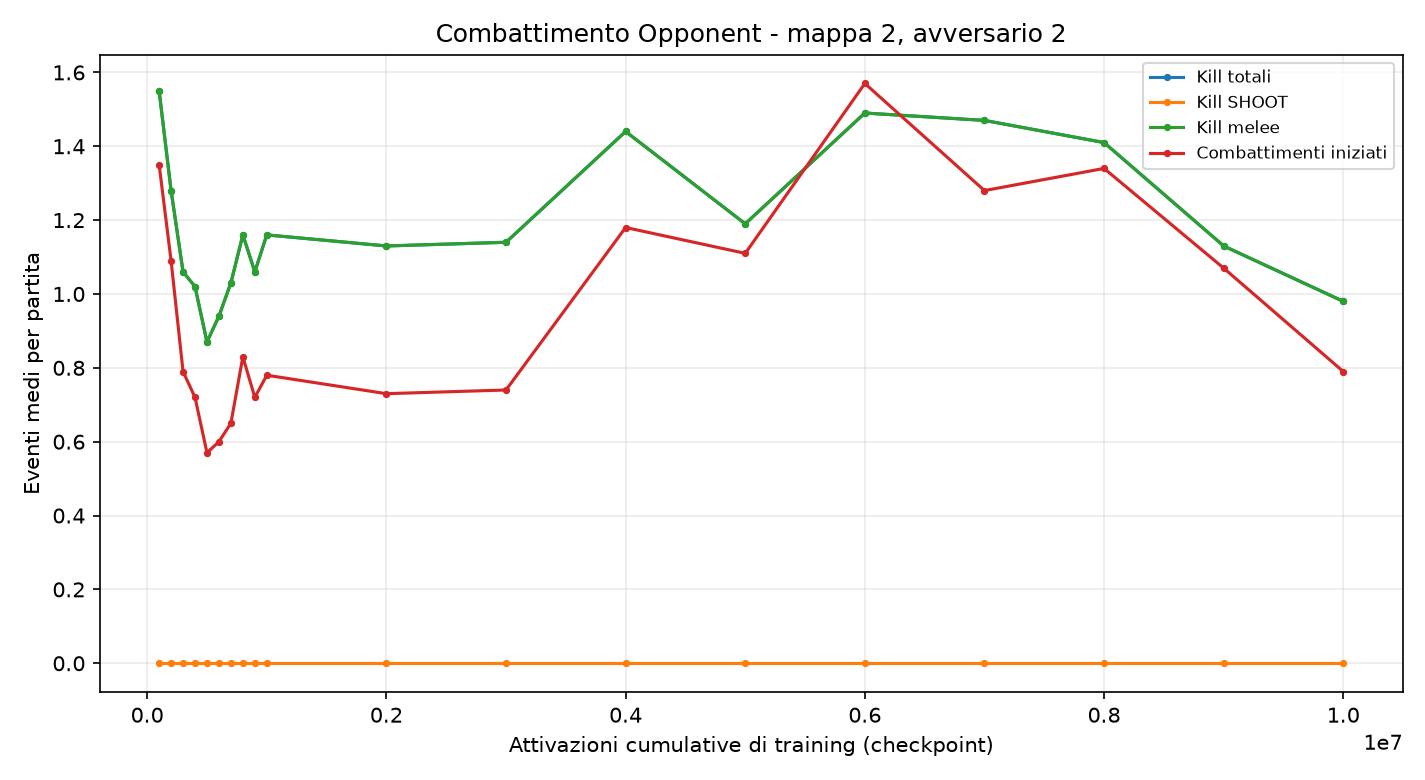 Combattimento Opponent - mappa 2, avversario 2
Kill totali
Kill SHOOT
Kill melee
Combattimenti iniziati
Eventi medi per partita
1.6
1.4
1.2
1.0
0.8
0.6
0.4
0.2
0.0
0.0
0.2
0.4
0.6
0.8
1.0
1e7
Attivazioni cumulative di training (checkpoint)